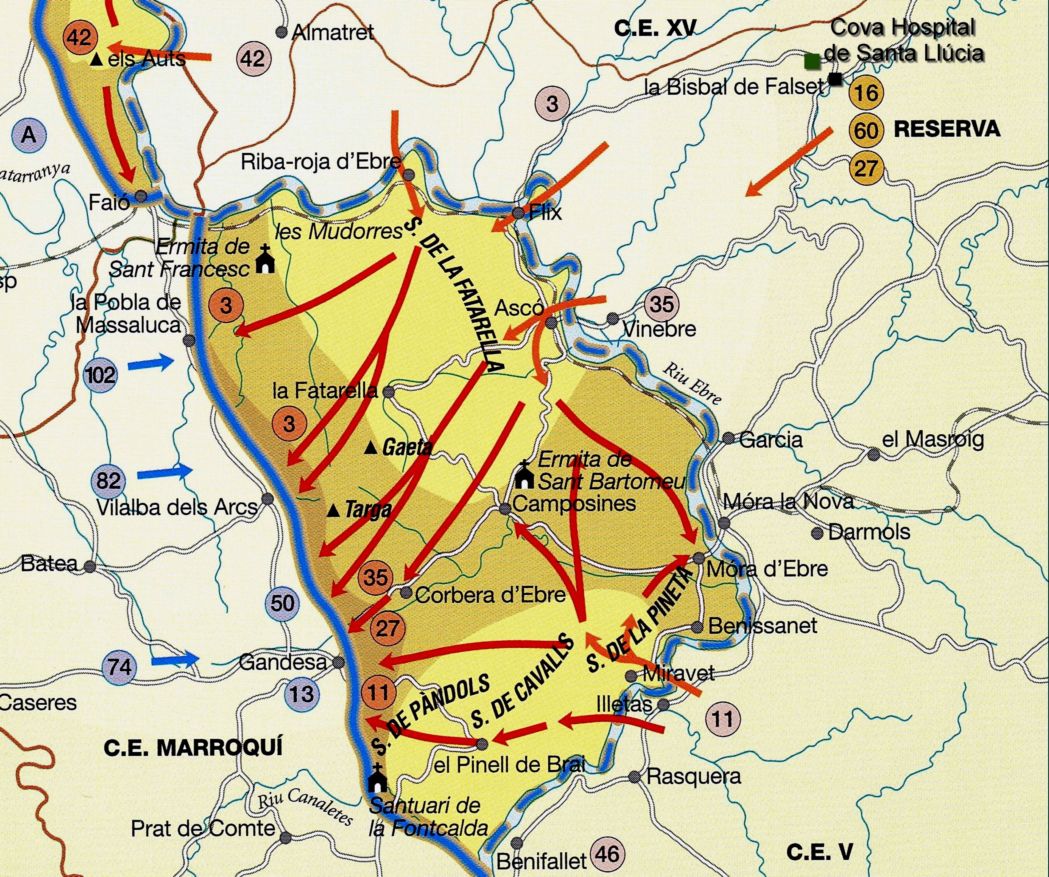 C.E. XV
Cova Hospital
de Santa Llúcia
Almatret
42
els Auts
42
la Bisbal de Falset
16
3
A
60
RESERVA
27
Riba-roja d'Ebre
Faió
Flix
les Mudorres
S. DE LA FATARELLA
Ermita de
Sant Francesc
la Pobla de
Massaluca
3
Ascó
35
Vinebre
Riu Ebre
102
la Fatarella
3
Gaeta
Garcia
el Masroig
Ermita de
Sant Bartomeu
82
Vilalba dels Arcs
Targa
Camposines
Móra la Nova
Darmols
Batea
Móra d'Ebre
35
Corbera d'Ebre
50
27
S. DE LA PINETA
Benissanet
74
Gandesa
Miravet
13
11
S. DE PÀNDOLS
S. DE CAVALLS
Illetas
11
Caseres
C.E. MARROQUÍ
el Pinell de Brai
Rasquera
Riu Canaletes
Santuari de
la Fontcalda
Prat de Comte
Benifallet
46
C.E. V